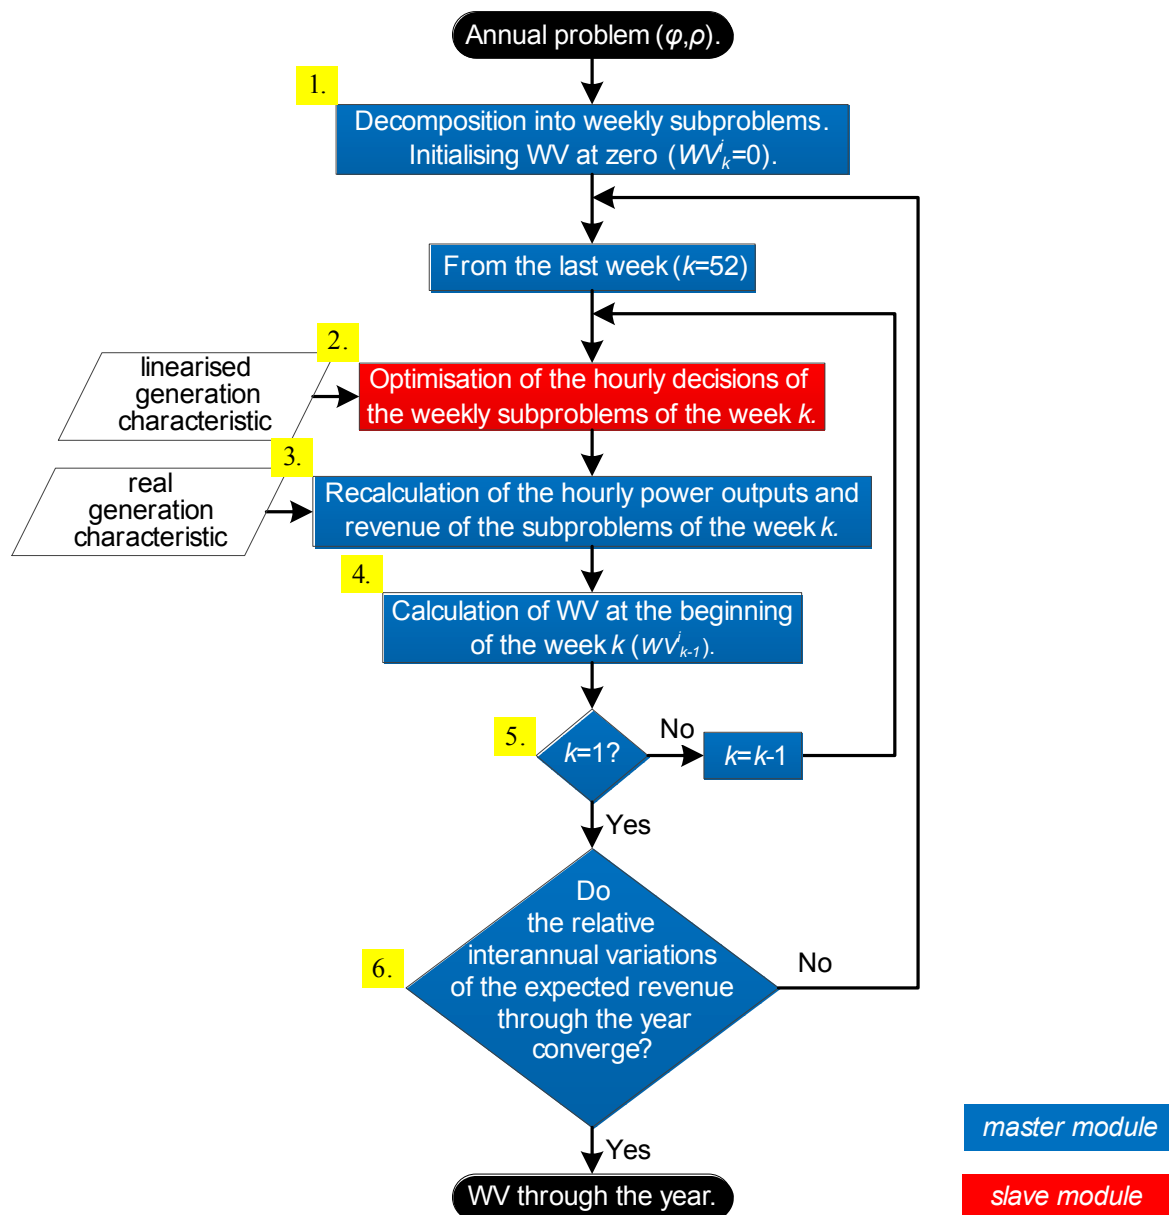 Annual problem (φ,ρ).
1.
Decomposition into weekly subproblems.
Initialising WV at zero (WVⁱₖ=0).
From the last week (k=52)
2.
linearised
generation
characteristic
Optimisation of the hourly decisions of
the weekly subproblems of the week k.
3.
real
generation
characteristic
Recalculation of the hourly power outputs and
revenue of the subproblems of the week k.
4.
Calculation of WV at the beginning
of the week k (WVⁱₖ₋₁).
5.
k=1?
No
k=k-1
Yes
6.
Do
the relative
interannual variations
of the expected revenue
through the year
converge?
No
Yes
WV through the year.
master module
slave module